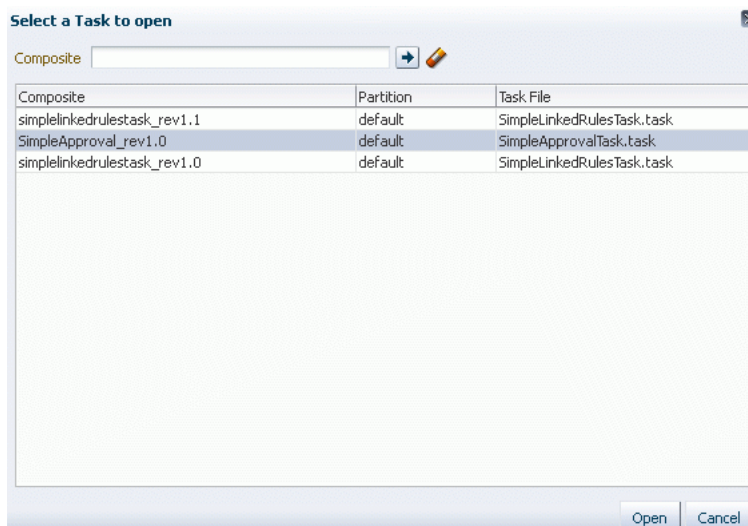 Select a Task to open
Composite
Composite Partition Task File
simplelinkedrulestask_rev1.1 default SimpleLinkedRulesTask.task
SimpleApproval_rev1.0 default SimpleApprovalTask.task
simplelinkedrulestask_rev1.0 default SimpleLinkedRulesTask.task
Open Cancel